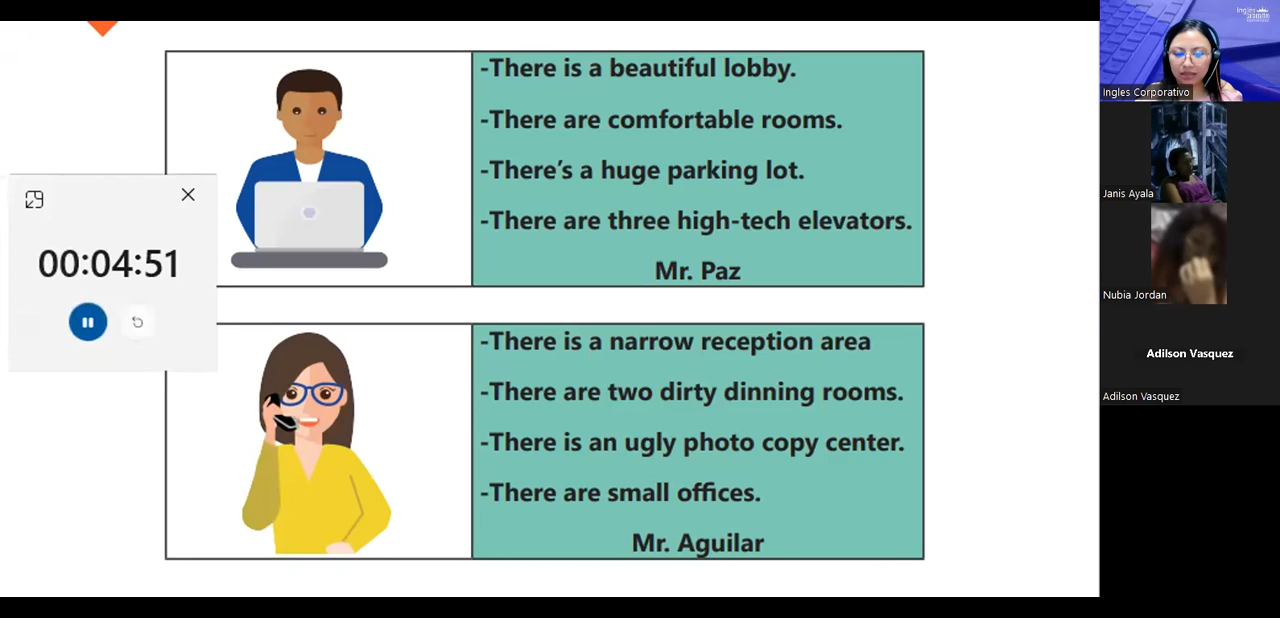 -There is a beautiful lobby.
-There are comfortable rooms.
-There's a huge parking lot.
-There are three high-tech elevators.
Mr. Paz
00:04:51
-There is a narrow reception area
-There are two dirty dinning rooms.
-There is an ugly photo copy center.
-There are small offices.
Mr. Aguilar
Ingles Corporativo
Janis Ayala
Nubia Jordan
Adilson Vasquez
Adilson Vasquez